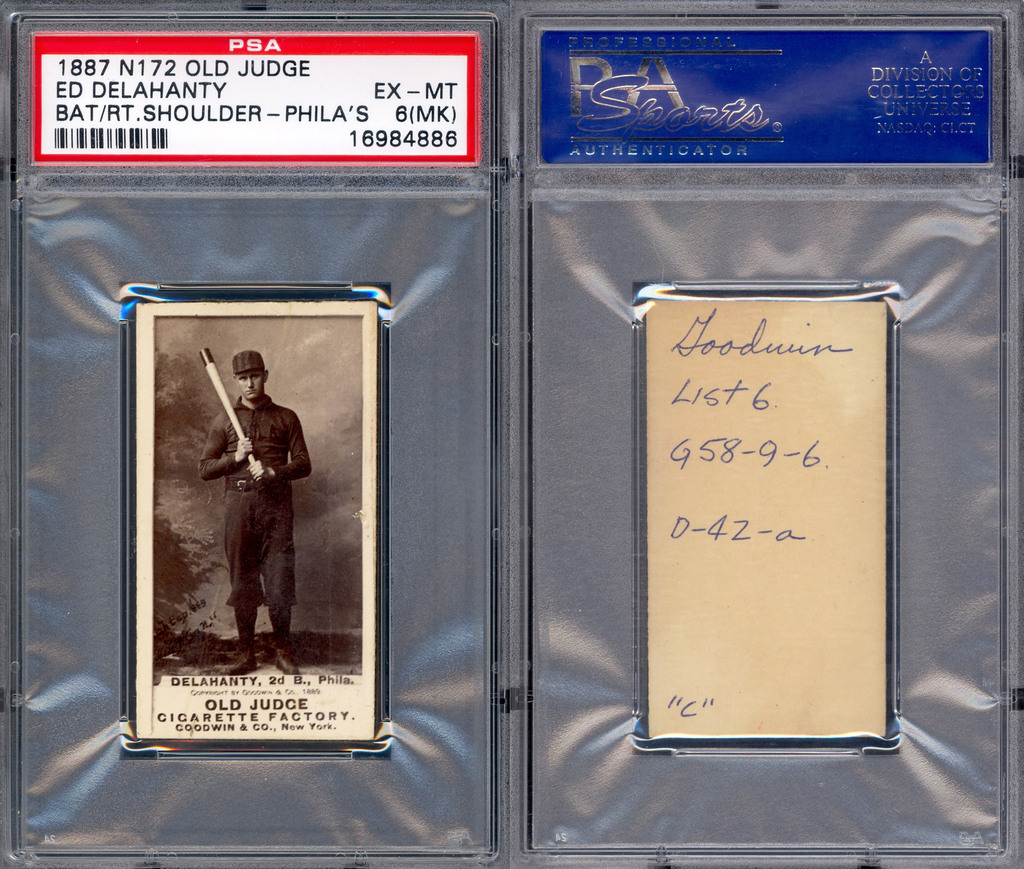 PSA
1887 N172 OLD JUDGE
ED DELAHANTY EX-MT
BAT/RT.SHOULDER-PHILA'S 6(MK)
16984886
DELAHANTY, 2d B., Phila.
COPYRIGHT BY GOODWIN & CO., 1889.
OLD JUDGE
CIGARETTE FACTORY.
GOODWIN & CO., New York.
PROFESSIONAL
PSA
Sports®
AUTHENTICATOR
A
DIVISION OF
COLLECTORS
UNIVERSE
NASDAQ: CLCT
Goodwin
List 6
G58-9-6.
D-42-a
"C"
24